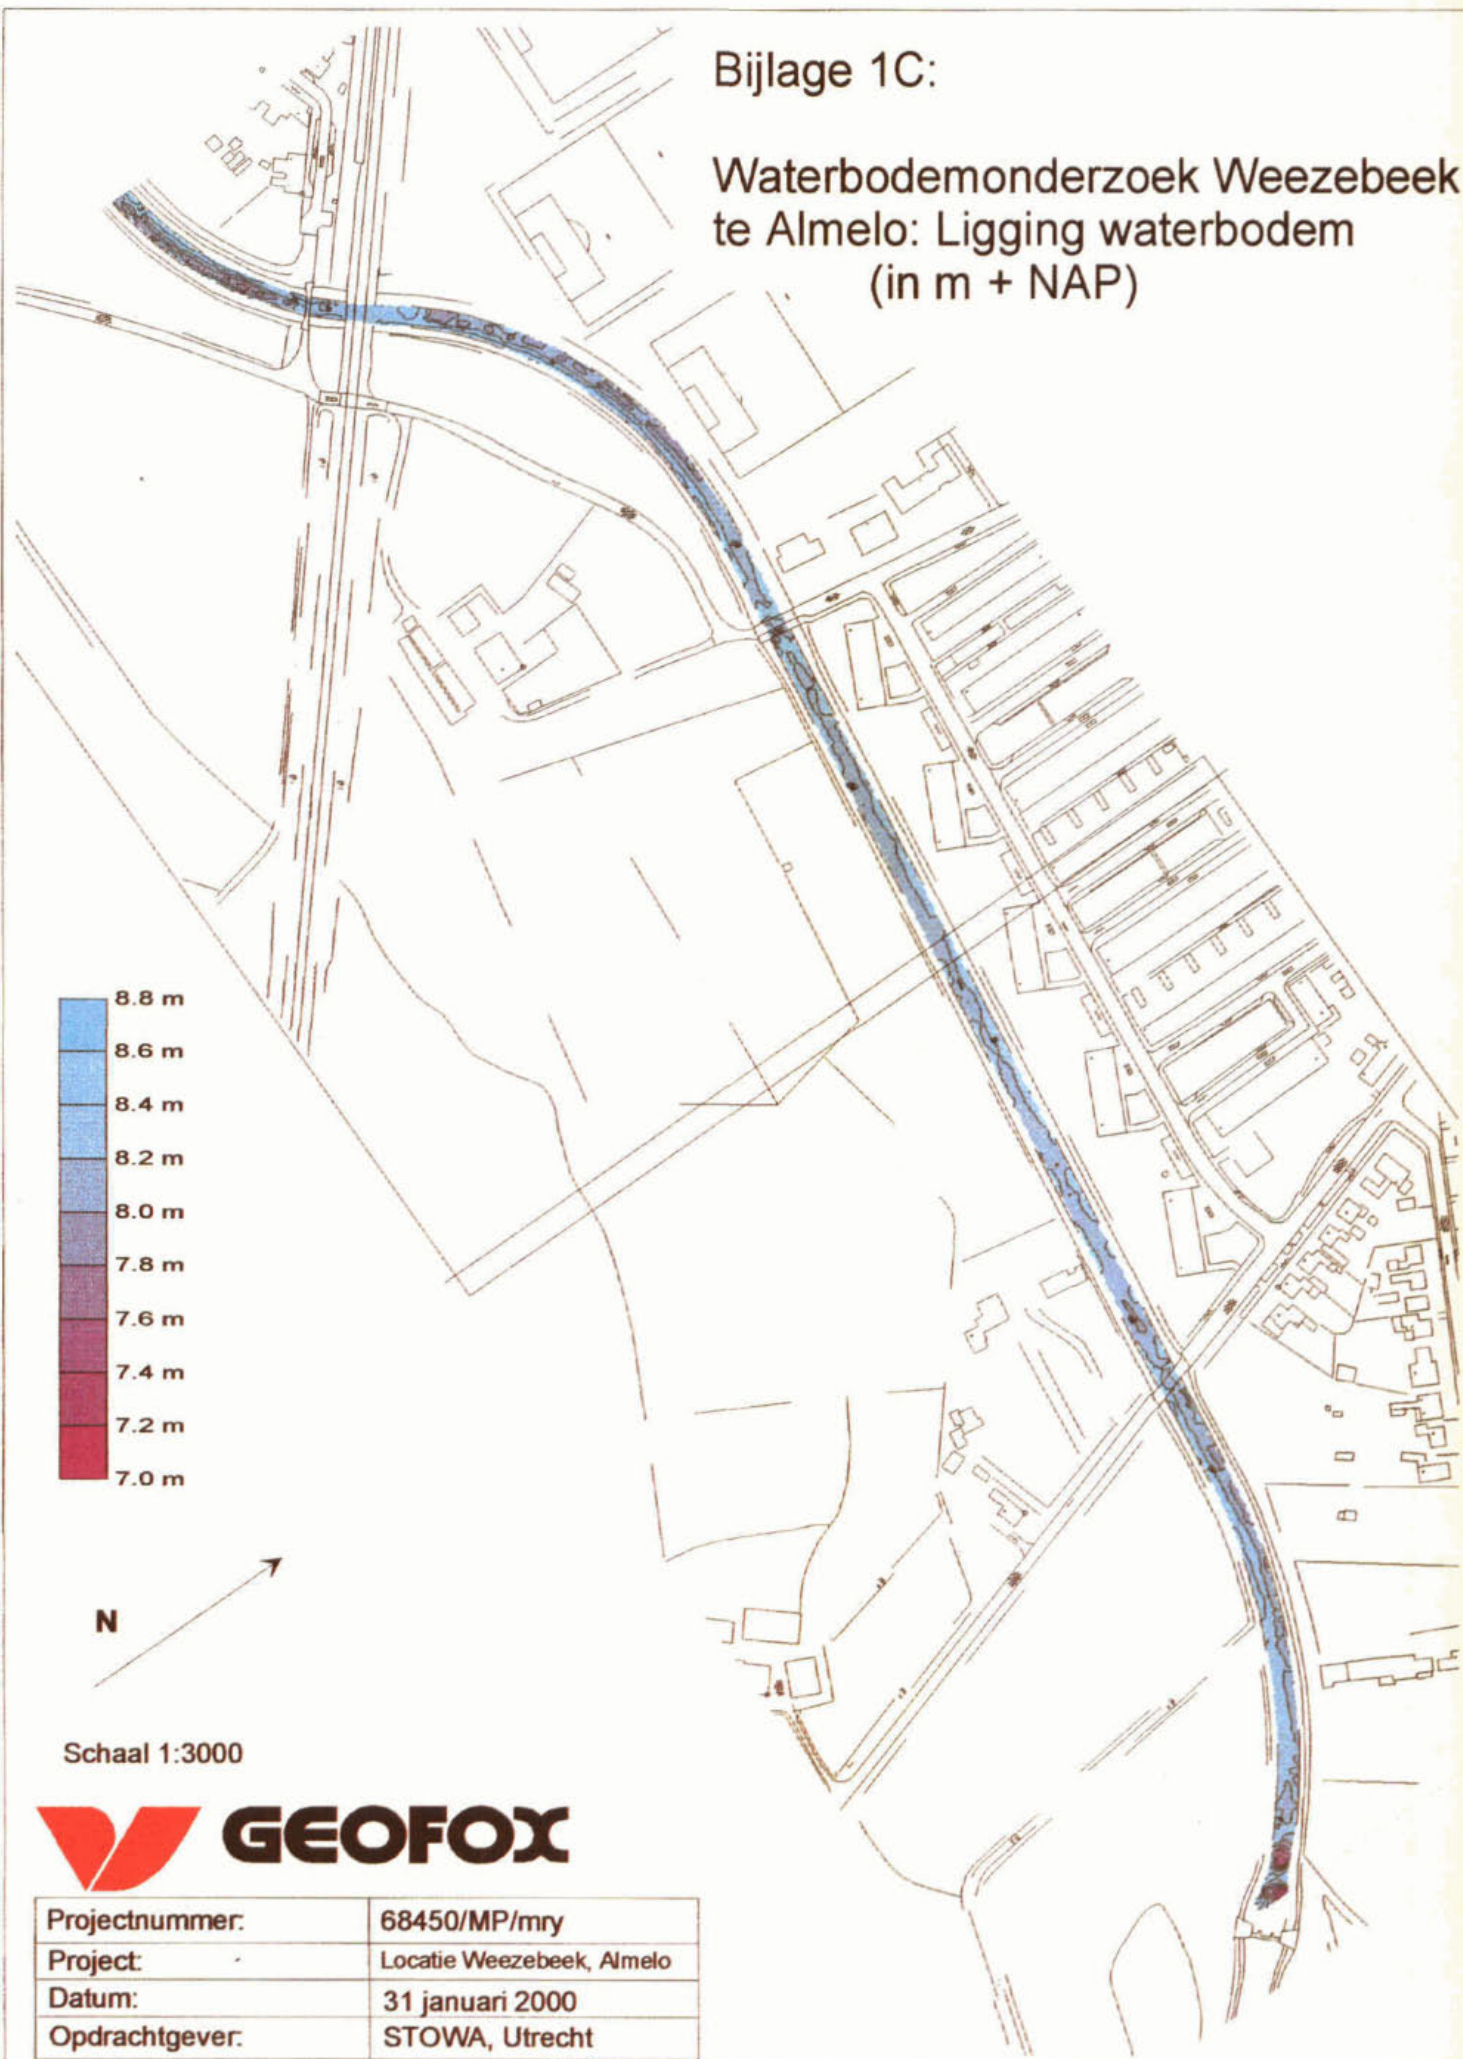 Bijlage 1C:
Waterbodemonderzoek Weezebeek
te Almelo: Ligging waterbodem
(in m + NAP)
8.8 m
8.6 m
8.4 m
8.2 m
8.0 m
7.8 m
7.6 m
7.4 m
7.2 m
7.0 m
N
Schaal 1:3000
GEOFOX
Projectnummer: 68450/MP/mry
Project: Locatie Weezebeek, Almelo
Datum: 31 januari 2000
Opdrachtgever: STOWA, Utrecht